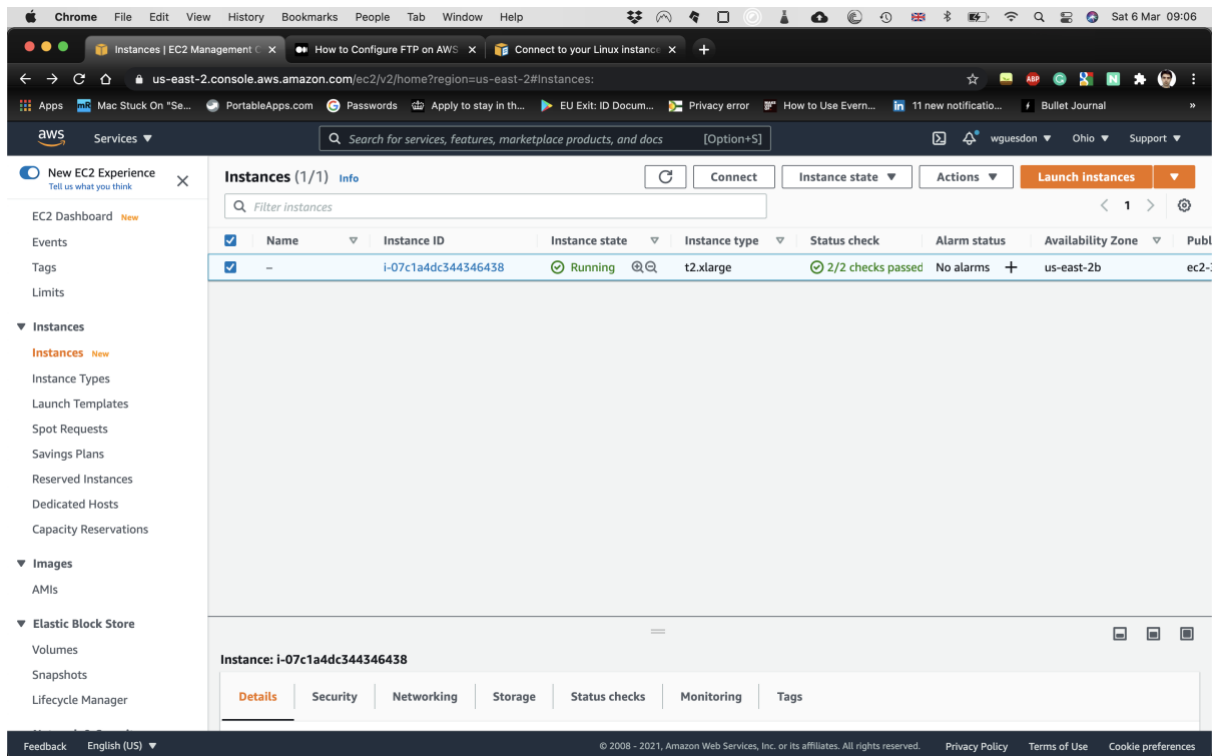 Chrome File Edit View History Bookmarks People Tab Window Help Sat 6 Mar 09:06
Instances | EC2 Management C How to Configure FTP on AWS Connect to your Linux instance
us-east-2.console.aws.amazon.com/ec2/v2/home?region=us-east-2#Instances:
Apps Mac Stuck On "Se... PortableApps.com Passwords Apply to stay in th... EU Exit: ID Docum... Privacy error How to Use Evern... 11 new notificatio... Bullet Journal »
aws Services Search for services, features, marketplace products, and docs [Option+S] wguesdon Ohio Support
New EC2 Experience
Tell us what you think
EC2 Dashboard New
Events
Tags
Limits
Instances
Instances New
Instance Types
Launch Templates
Spot Requests
Savings Plans
Reserved Instances
Dedicated Hosts
Capacity Reservations
Images
AMIs
Elastic Block Store
Volumes
Snapshots
Lifecycle Manager
Instances (1/1) Info Connect Instance state Actions Launch instances
Filter instances 1
Name Instance ID Instance state Instance type Status check Alarm status Availability Zone Publ
– i-07c1a4dc344346438 Running t2.xlarge 2/2 checks passed No alarms + us-east-2b ec2-
Instance: i-07c1a4dc344346438
Details Security Networking Storage Status checks Monitoring Tags
Feedback English (US) © 2008 - 2021, Amazon Web Services, Inc. or its affiliates. All rights reserved. Privacy Policy Terms of Use Cookie preferences